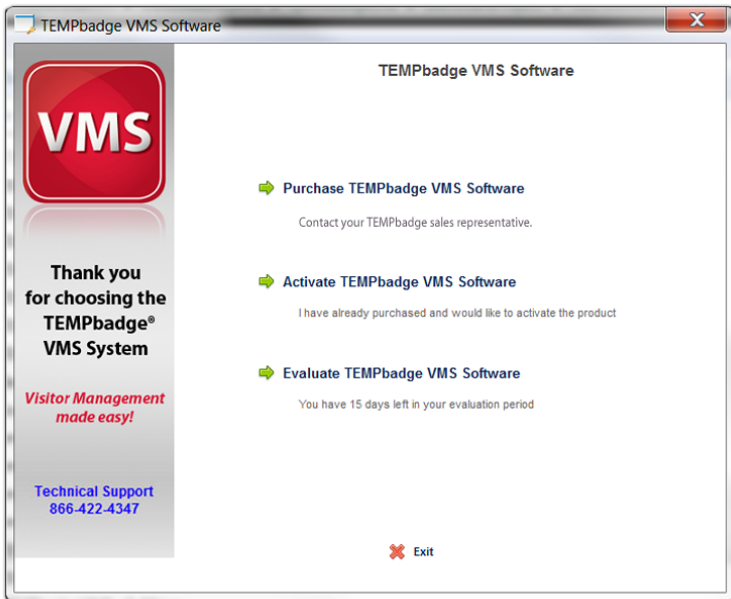 TEMPbadge VMS Software
VMS
Thank you
for choosing the
TEMPbadge®
VMS System
Visitor Management
made easy!
Technical Support
866-422-4347
TEMPbadge VMS Software
Purchase TEMPbadge VMS Software
Contact your TEMPbadge sales representative.
Activate TEMPbadge VMS Software
I have already purchased and would like to activate the product
Evaluate TEMPbadge VMS Software
You have 15 days left in your evaluation period
Exit